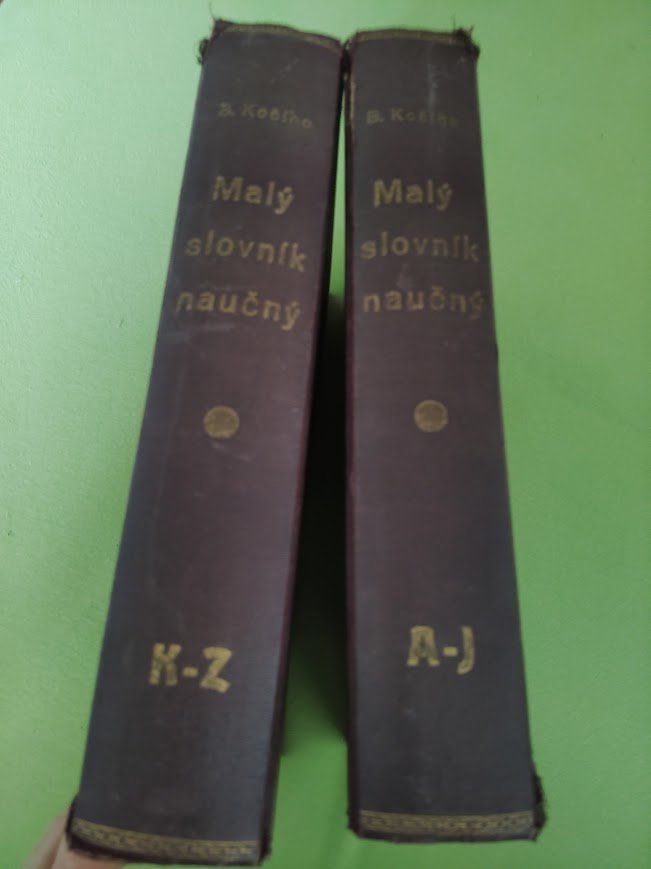 B. Kočího
Malý
slovník
naučný
K-Z
B. Kočího
Malý
slovník
naučný
A-J